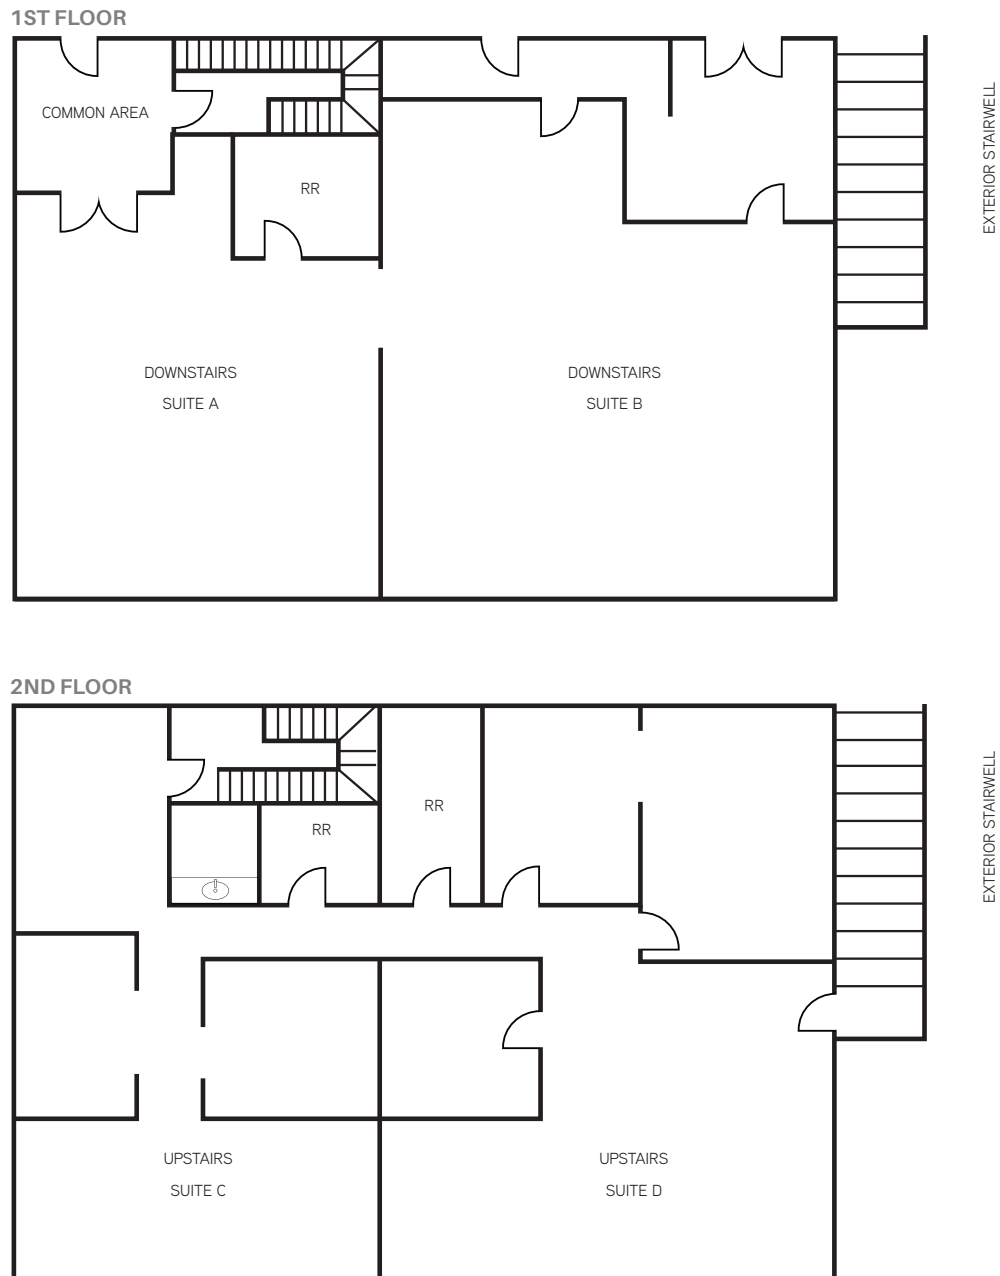 1ST FLOOR
COMMON AREA
RR
EXTERIOR STAIRWELL
DOWNSTAIRS
SUITE A
DOWNSTAIRS
SUITE B
2ND FLOOR
RR
RR
EXTERIOR STAIRWELL
UPSTAIRS
SUITE C
UPSTAIRS
SUITE D